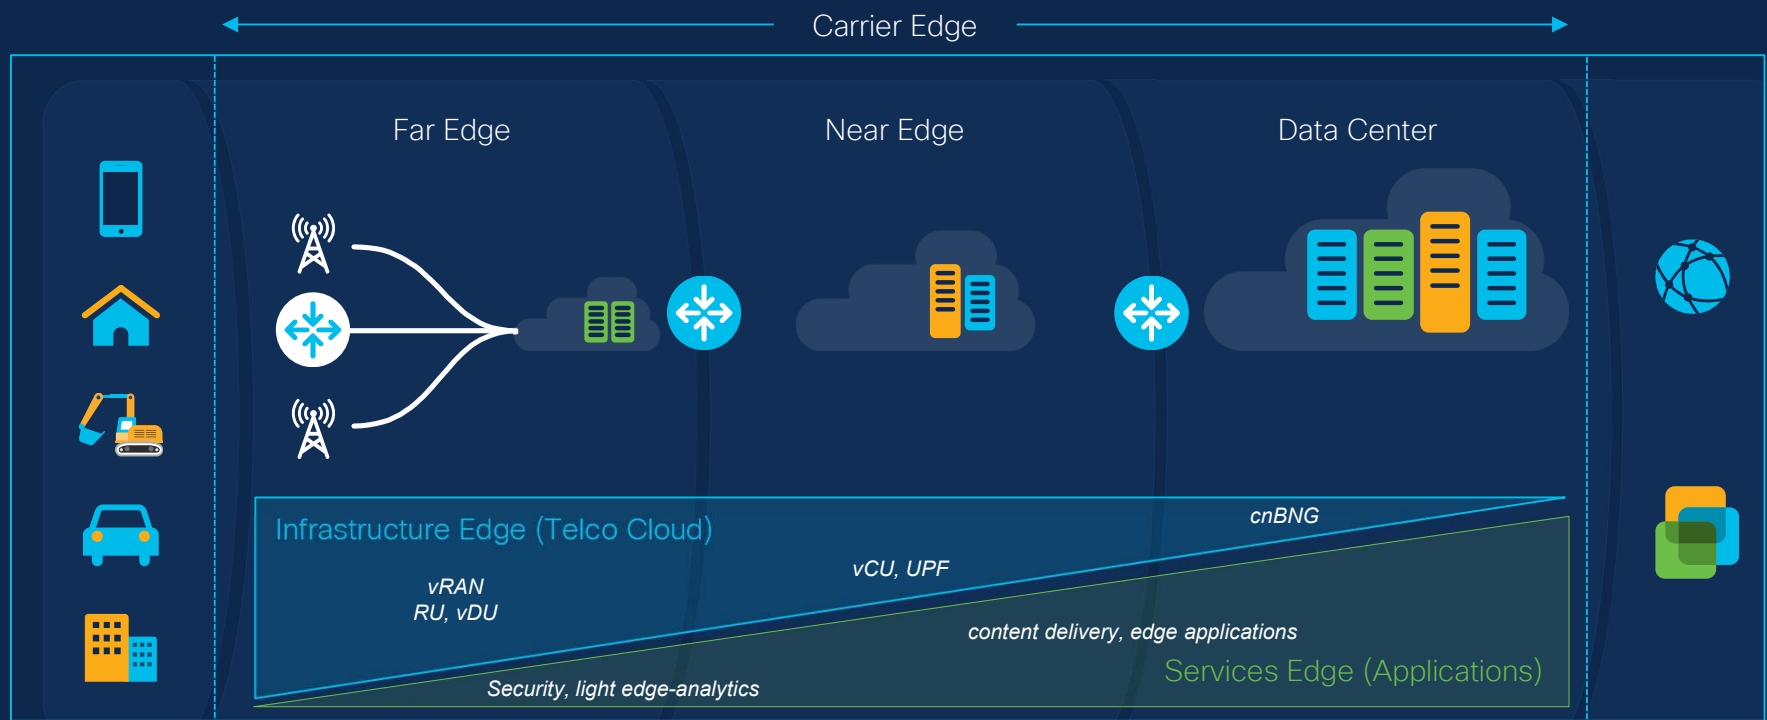 Carrier Edge
Far Edge
Near Edge
Data Center
Infrastructure Edge (Telco Cloud)
cnBNG
vCU, UPF
vRAN
RU, vDU
content delivery, edge applications
Services Edge (Applications)
Security, light edge-analytics